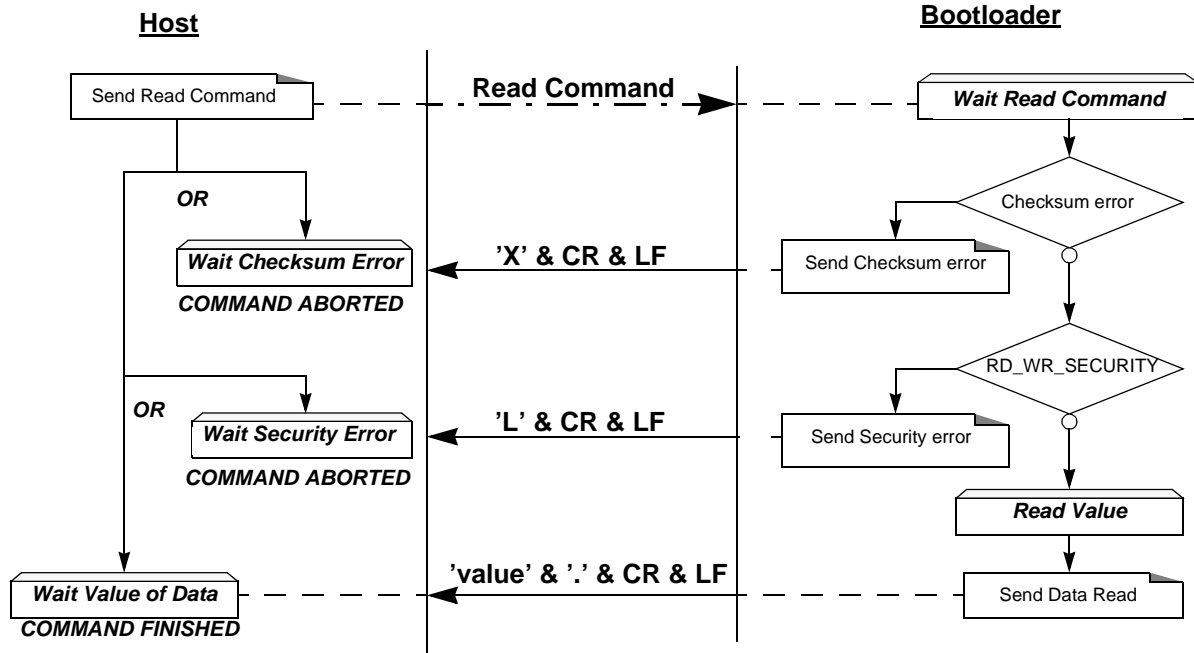 Host
Bootloader
Send Read Command
Read Command
Wait Read Command
OR
Checksum error
Wait Checksum Error
’X’ & CR & LF
Send Checksum error
COMMAND ABORTED
RD_WR_SECURITY
OR
Wait Security Error
’L’ & CR & LF
Send Security error
COMMAND ABORTED
Read Value
'value' & '.' & CR & LF
Wait Value of Data
Send Data Read
COMMAND FINISHED